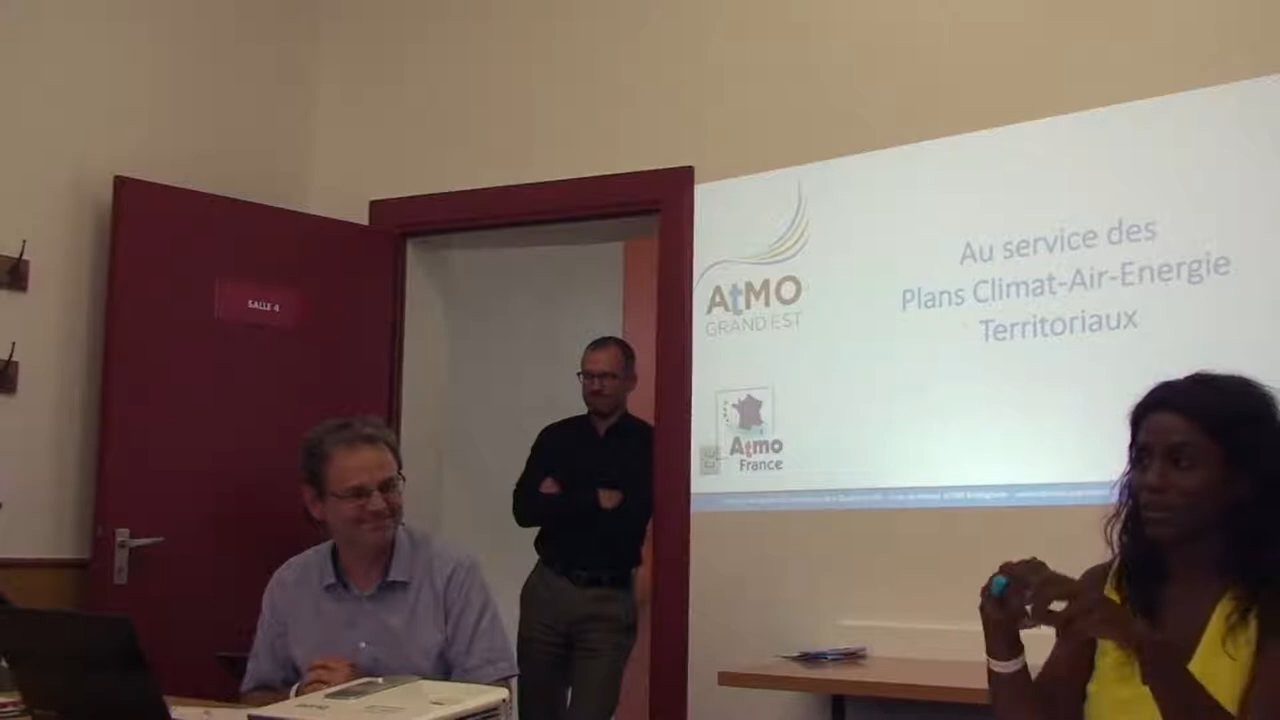 SALLE 4
AtMO
GRAND EST
Au service des
Plans Climat-Air-Energie
Territoriaux
Atmo
France